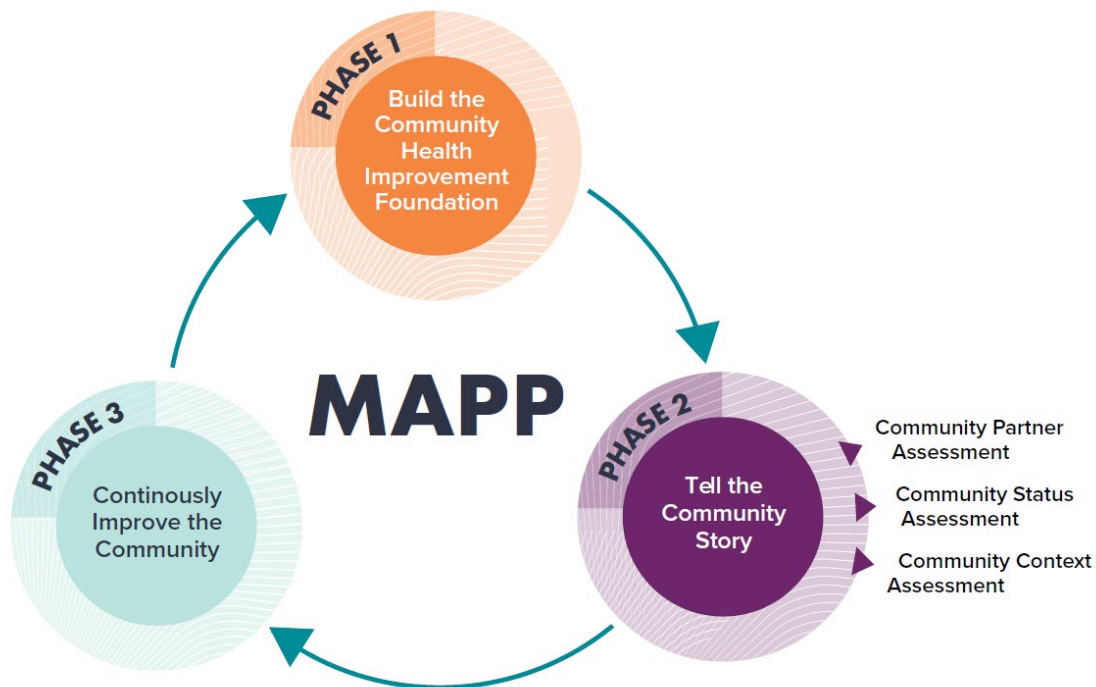 PHASE 1
Build the
Community
Health
Improvement
Foundation
MAPP
PHASE 2
Tell the
Community
Story
Community Partner
Assessment
Community Status
Assessment
Community Context
Assessment
PHASE 3
Continously
Improve the
Community